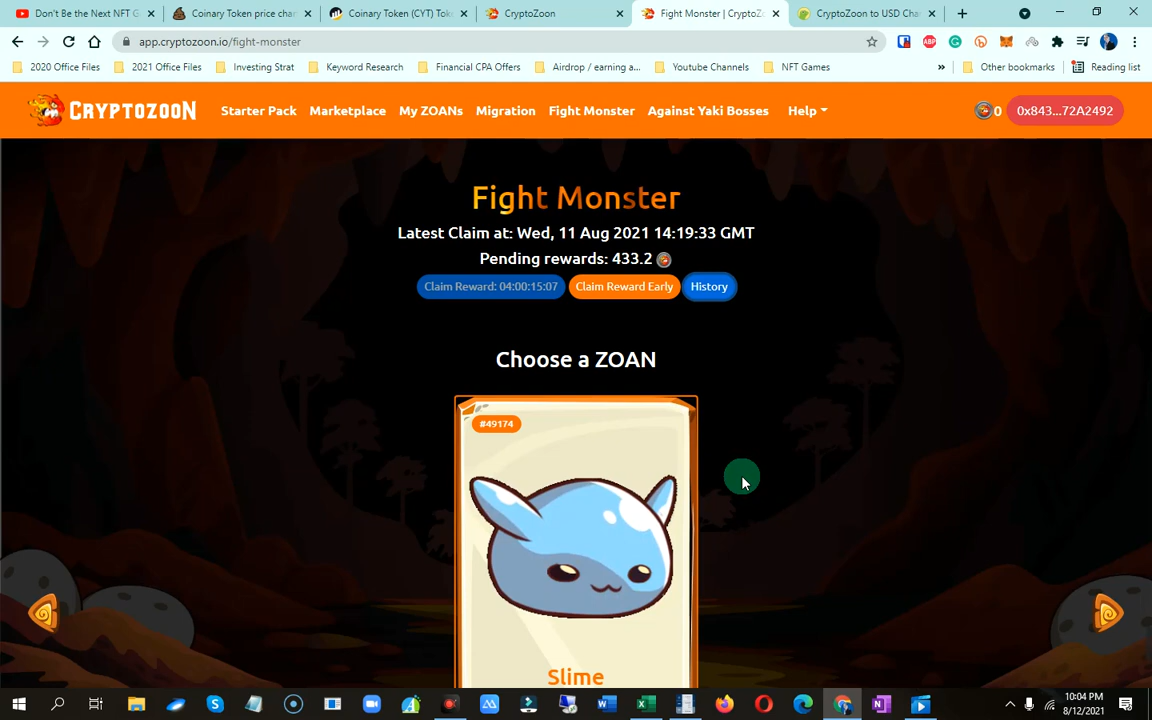 Don't Be the Next NFT G
Coinary Token price cha
Coinary Token (CYT) Tok
CryptoZoon
Fight Monster | CryptoZ
CryptoZoon to USD Cha
app.cryptozoon.io/fight-monster
ABP
2020 Office Files
2021 Office Files
Investing Strat
Keyword Research
Financial CPA Offers
Airdrop / earning a...
Youtube Channels
NFT Games
»
Other bookmarks
Reading list
CRYPTOZOON
Starter Pack
Marketplace
My ZOANs
Migration
Fight Monster
Against Yaki Bosses
Help
0
0x843...72A2492
Fight Monster
Latest Claim at: Wed, 11 Aug 2021 14:19:33 GMT
Pending rewards: 433.2
Claim Reward: 04:00:15:07
Claim Reward Early
History
Choose a ZOAN
#49174
Slime
10:04 PM
8/12/2021